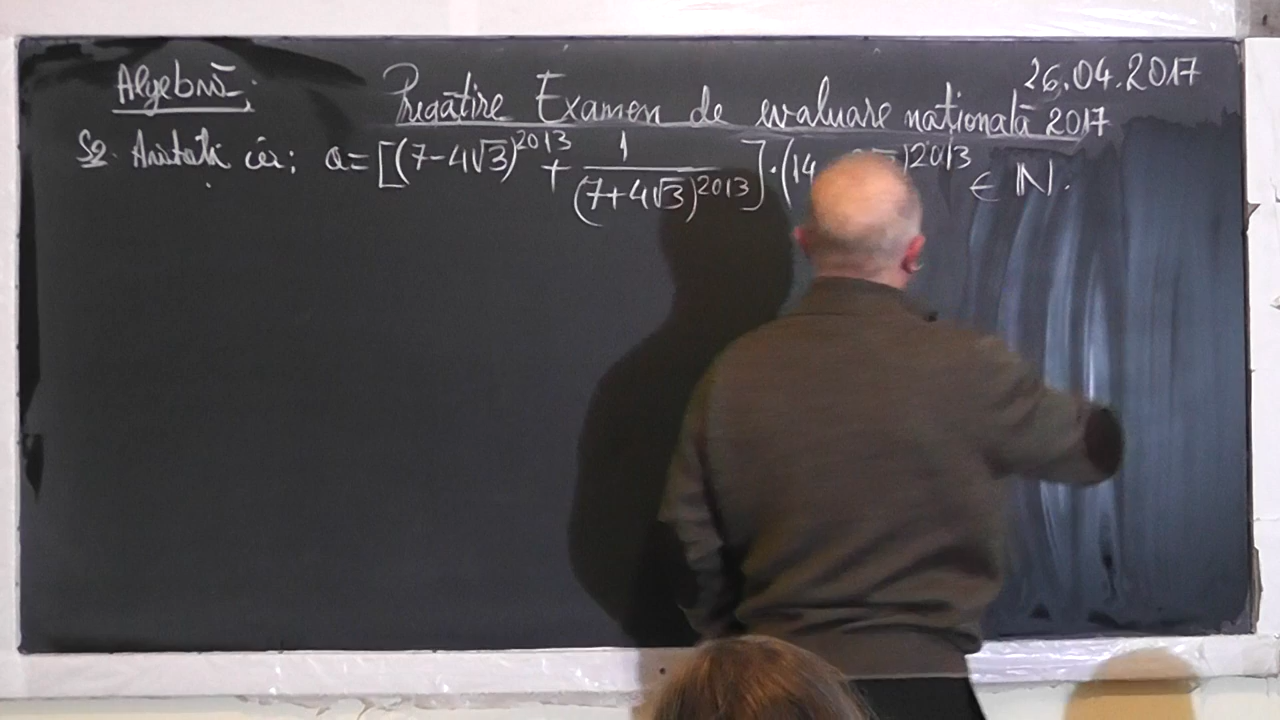 Algebră;
Pregătire Examen de evaluare națională 2017
26.04.2017
S2. Arătați că: a=[(7-4√3)^2013 + 1/(7+4√3)^2013]·(14 )^2013 ∈ ℕ.